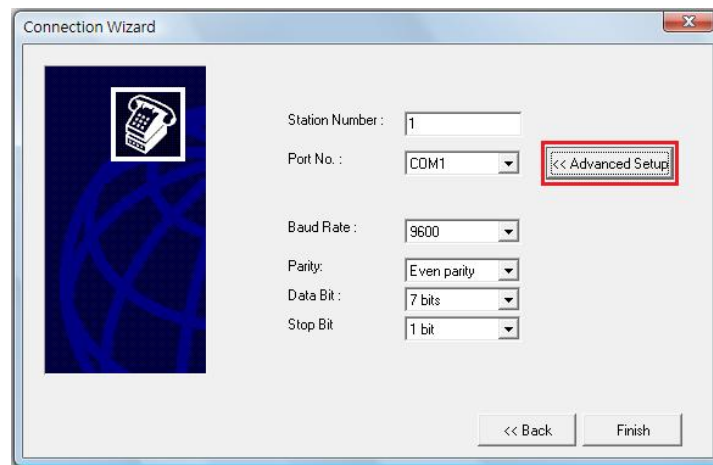 Connection Wizard
Station Number : 1
Port No. : COM1 << Advanced Setup
Baud Rate : 9600
Parity: Even parity
Data Bit : 7 bits
Stop Bit 1 bit
<< Back Finish